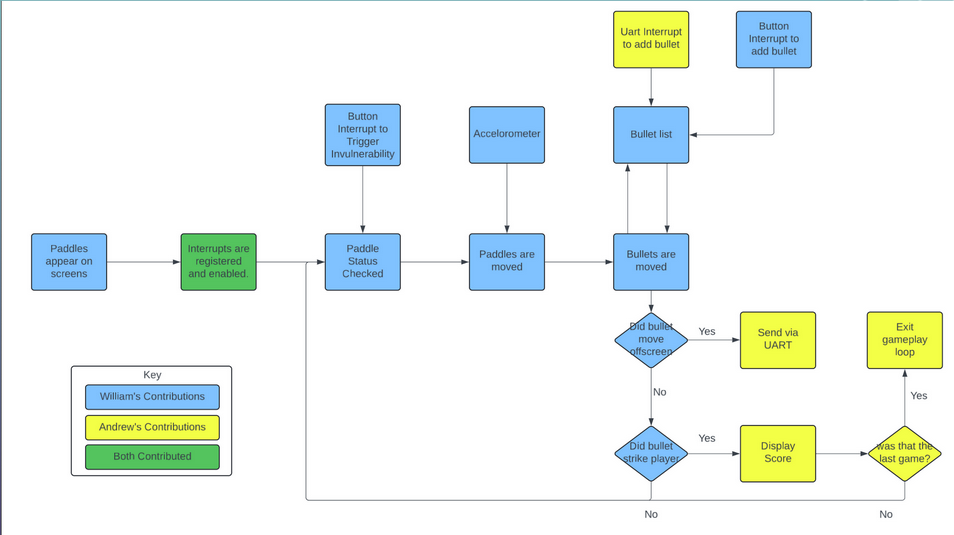 Uart Interrupt
to add bullet
Button
Interrupt to
add bullet
Button
Interrupt to
Trigger
Invulnerability
Accelorometer
Bullet list
Paddles
appear on
screens
Interrupts are
registered
and enabled.
Paddle
Status
Checked
Paddles are
moved
Bullets are
moved
Did bullet
move
offscreen
Yes
Send via
UART
Exit
gameplay
loop
No
Yes
Key
William's Contributions
Andrew's Contributions
Both Contributed
Did bullet
strike player
Yes
Display
Score
was that the
last game?
No
No